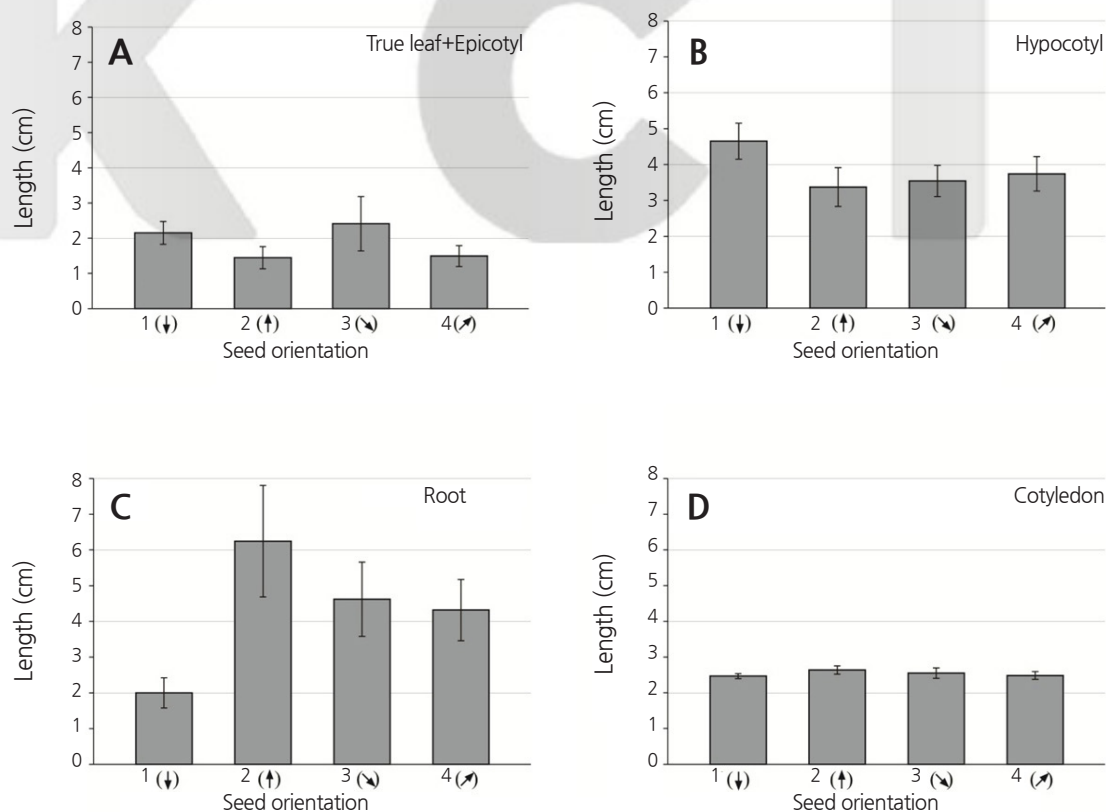 A
True leaf+Epicotyl
8
7
6
5
4
3
2
1
0
Length (cm)
1 (↓) 2 (↑) 3 (↘) 4(↗)
Seed orientation
B
Hypocotyl
8
7
6
5
4
3
2
1
0
Length (cm)
1 (↓) 2 (↑) 3 (↘) 4 (↗)
Seed orientation
C
Root
8
7
6
5
4
3
2
1
0
Length (cm)
1 (↓) 2 (↑) 3 (↘) 4(↗)
Seed orientation
D
Cotyledon
8
7
6
5
4
3
2
1
0
Length (cm)
1 (↓) 2 (↑) 3 (↘) 4 (↗)
Seed orientation
KCI